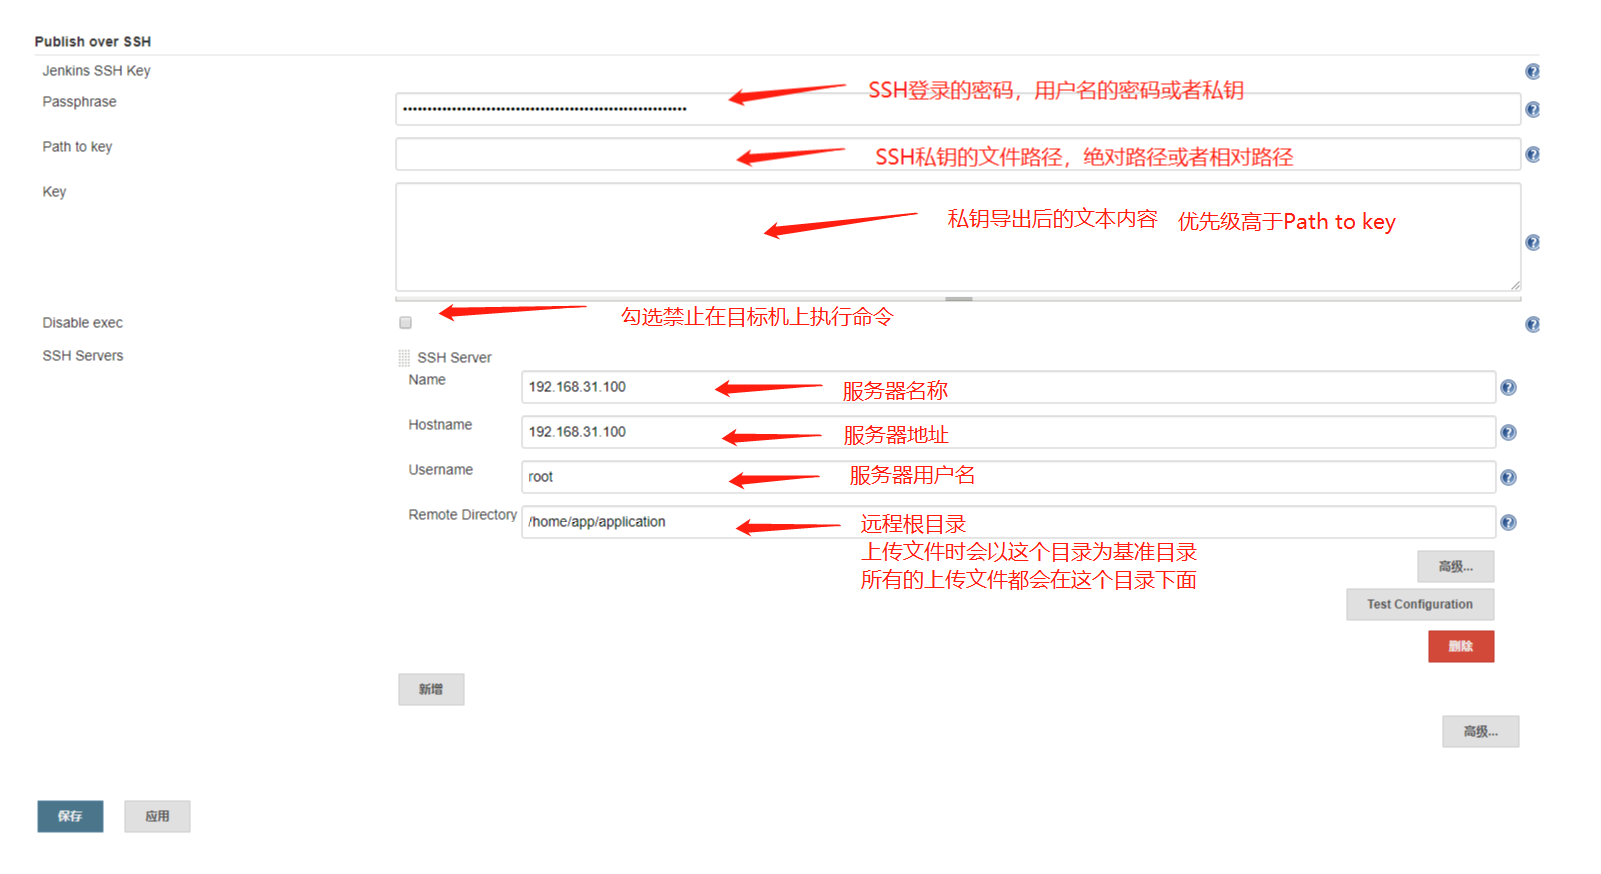 Publish over SSH
Jenkins SSH Key
Passphrase
SSH登录的密码，用户名的密码或者私钥
Path to key
SSH私钥的文件路径，绝对路径或者相对路径
Key
私钥导出后的文本内容 优先级高于Path to key
Disable exec
勾选禁止在目标机上执行命令
SSH Servers
SSH Server
Name
192.168.31.100
服务器名称
Hostname
192.168.31.100
服务器地址
Username
root
服务器用户名
Remote Directory
/home/app/application
远程根目录
上传文件时会以这个目录为基准目录
所有的上传文件都会在这个目录下面
高级...
Test Configuration
删除
新增
高级...
保存
应用